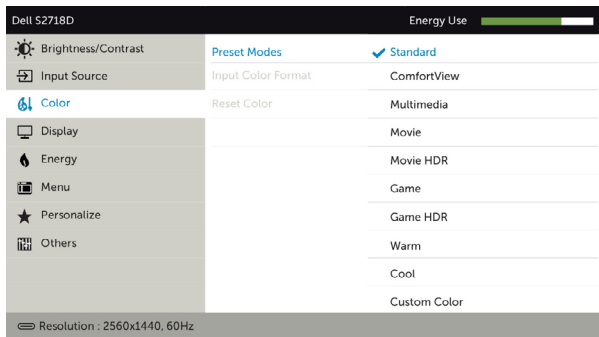 Dell S2718D
Energy Use
Brightness/Contrast
Input Source
Color
Display
Energy
Menu
Personalize
Others
Preset Modes
Input Color Format
Reset Color
Standard
ComfortView
Multimedia
Movie
Movie HDR
Game
Game HDR
Warm
Cool
Custom Color
Resolution : 2560x1440, 60Hz